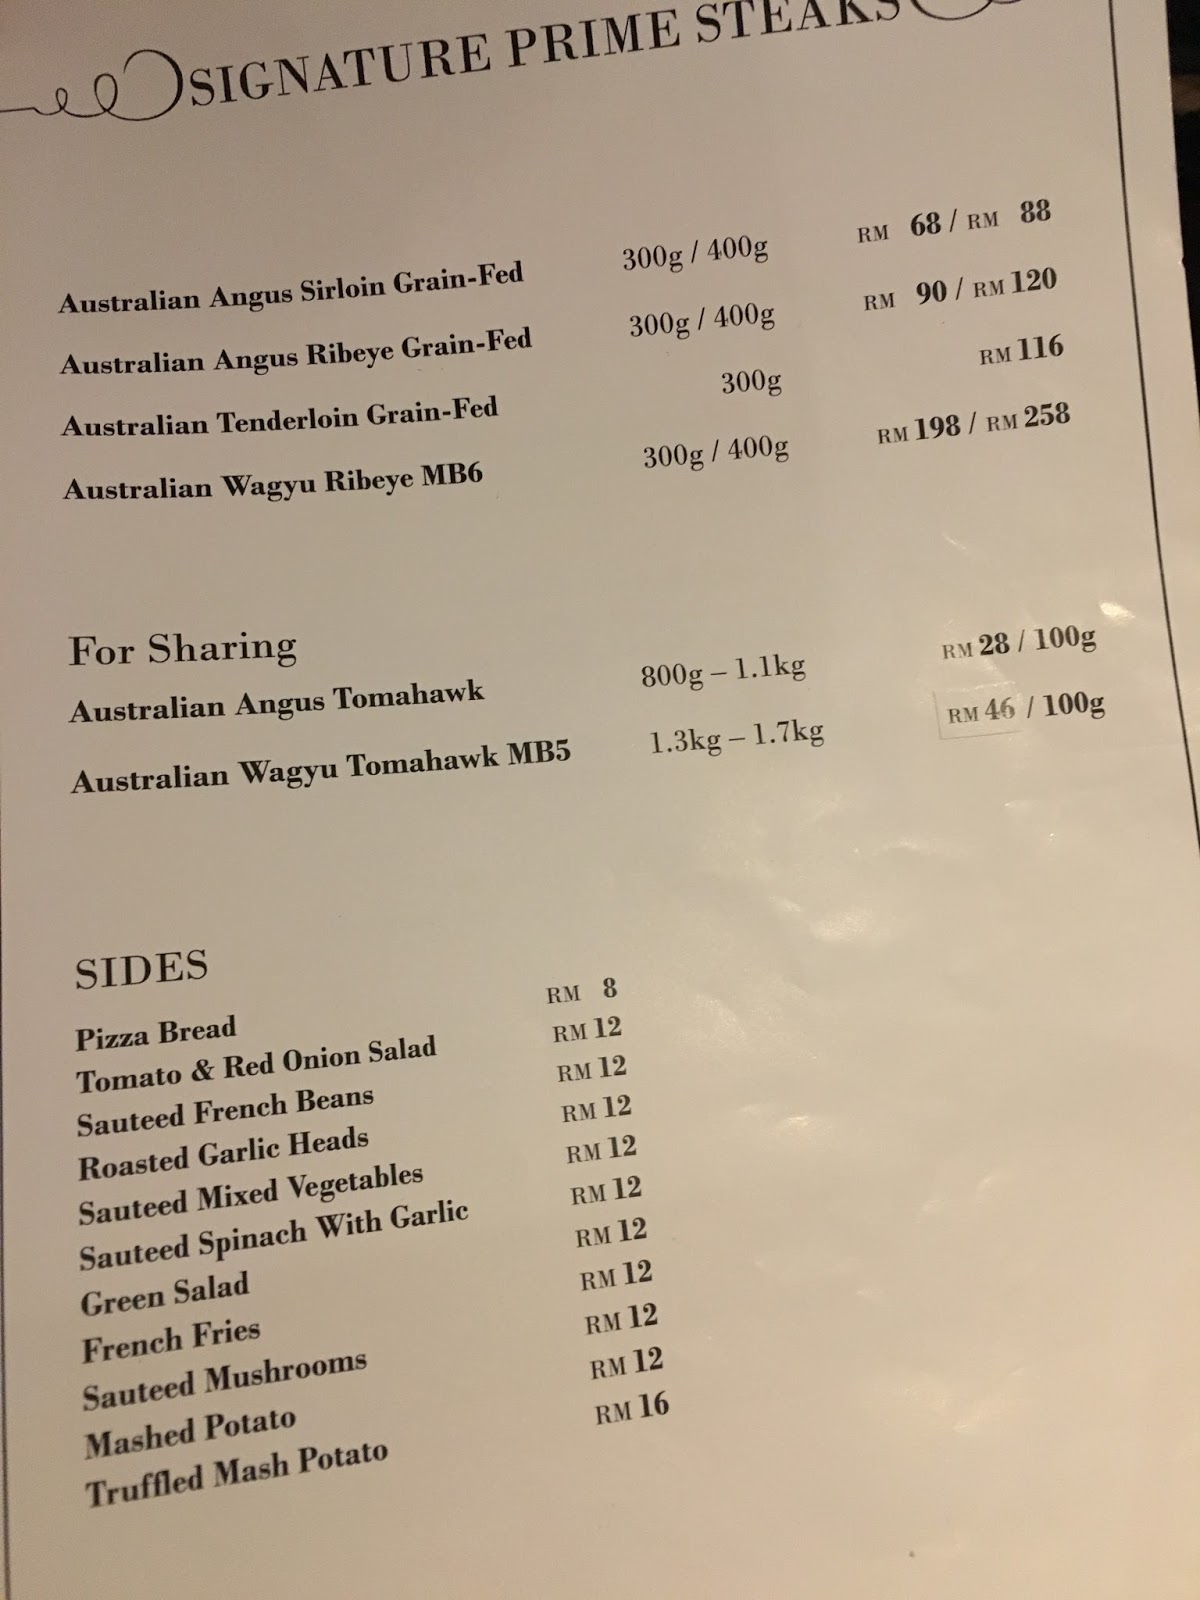 SIGNATURE PRIME STEAKS
Australian Angus Sirloin Grain-Fed 300g / 400g RM 68 / RM 88
Australian Angus Ribeye Grain-Fed 300g / 400g RM 90 / RM 120
Australian Tenderloin Grain-Fed 300g RM 116
Australian Wagyu Ribeye MB6 300g / 400g RM 198 / RM 258
For Sharing
Australian Angus Tomahawk 800g – 1.1kg RM 28 / 100g
Australian Wagyu Tomahawk MB5 1.3kg – 1.7kg RM 46 / 100g
SIDES
Pizza Bread RM 8
Tomato & Red Onion Salad RM 12
Sauteed French Beans RM 12
Roasted Garlic Heads RM 12
Sauteed Mixed Vegetables RM 12
Sauteed Spinach With Garlic RM 12
Green Salad RM 12
French Fries RM 12
Sauteed Mushrooms RM 12
Mashed Potato RM 12
Truffled Mash Potato RM 16